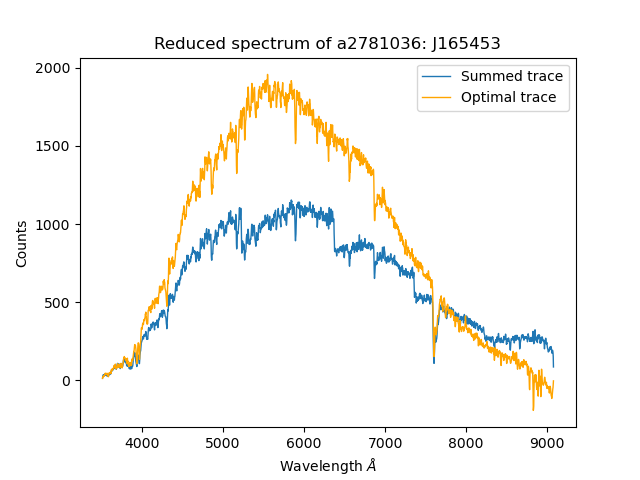 Reduced spectrum of a2781036: J165453
Summed trace
Optimal trace
2000
1500
1000
500
0
Counts
4000 5000 6000 7000 8000 9000
Wavelength Å